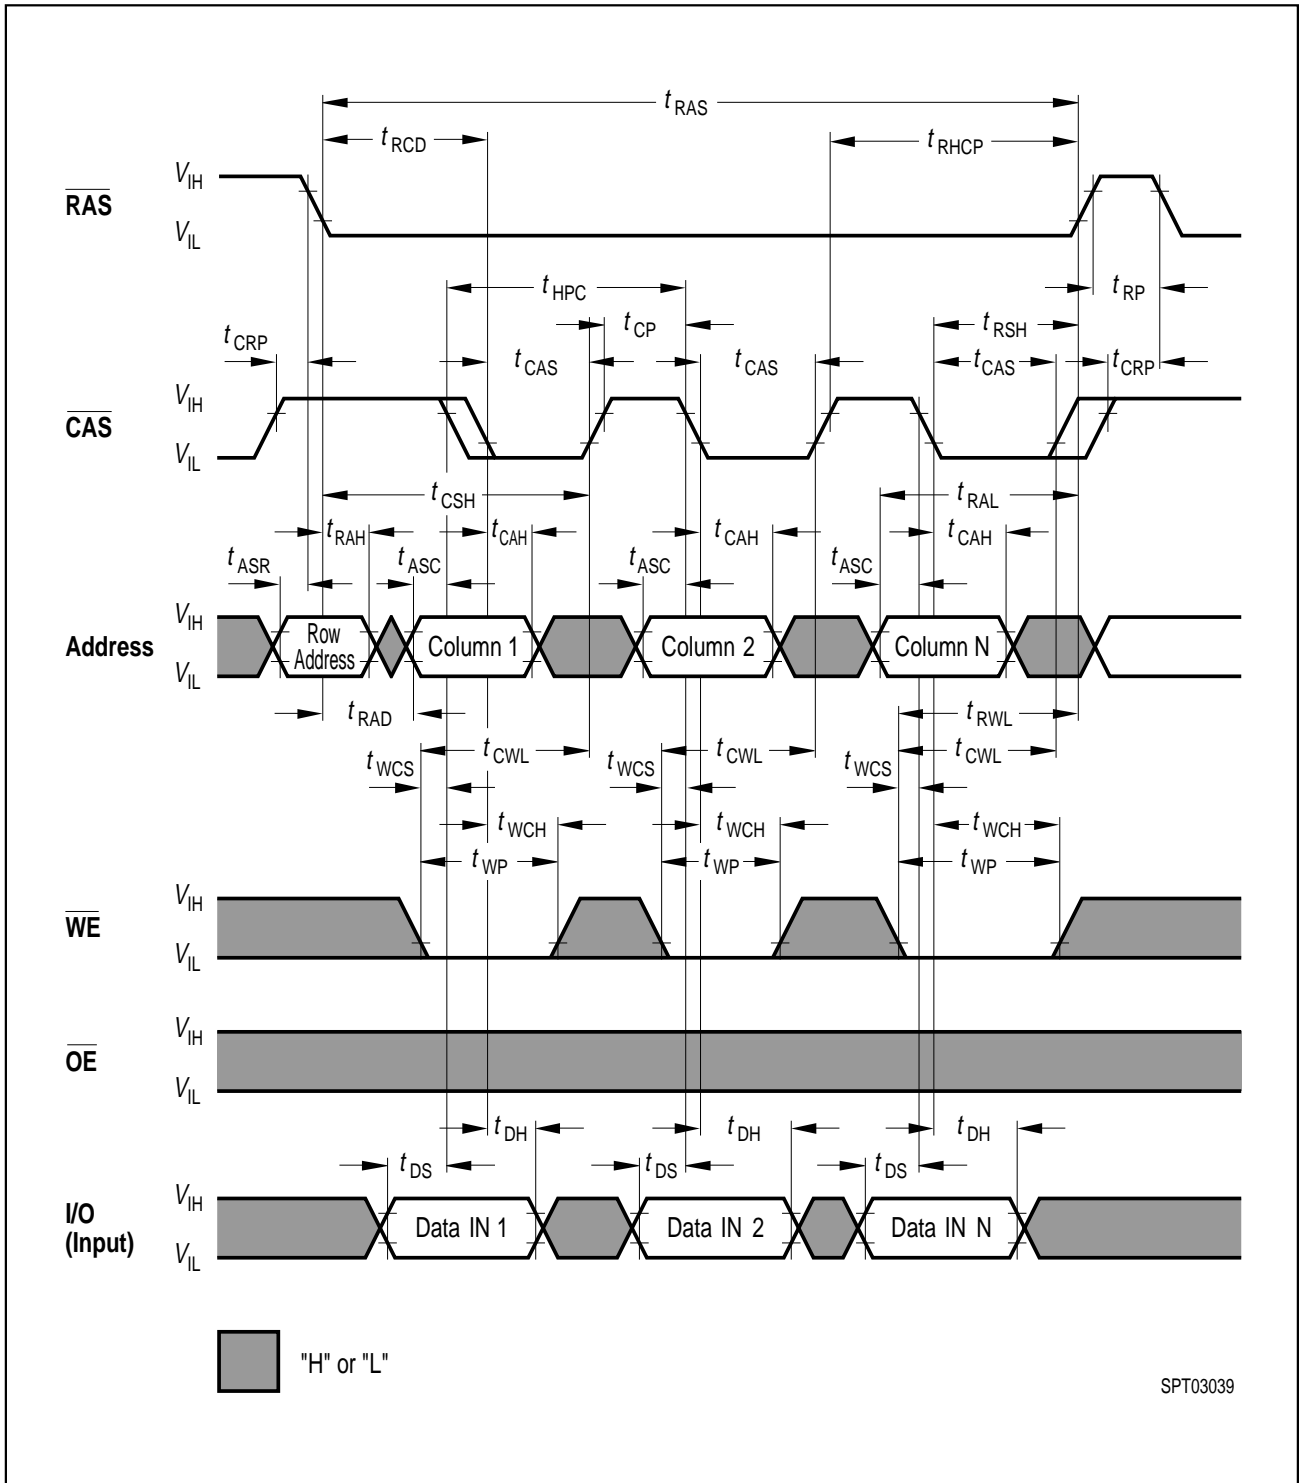 tRAS
tRCD tRHCP
VIH
RAS
VIL
tHPC tRP
tCP tRSH
tCRP tCAS tCAS tCAS tCRP
VIH
CAS
VIL
tCSH tRAL
tRAH tCAH tCAH tCAH
tASR tASC tASC tASC
VIH
Address Row Address Column 1 Column 2 Column N
VIL
tRAD tRWL
tCWL tCWL tCWL
tWCS tWCS tWCS
tWCH tWCH tWCH
tWP tWP tWP
VIH
WE
VIL
VIH
OE
VIL
tDH tDH tDH
tDS tDS tDS
VIH
I/O
(Input) Data IN 1 Data IN 2 Data IN N
VIL
"H" or "L"
SPT03039